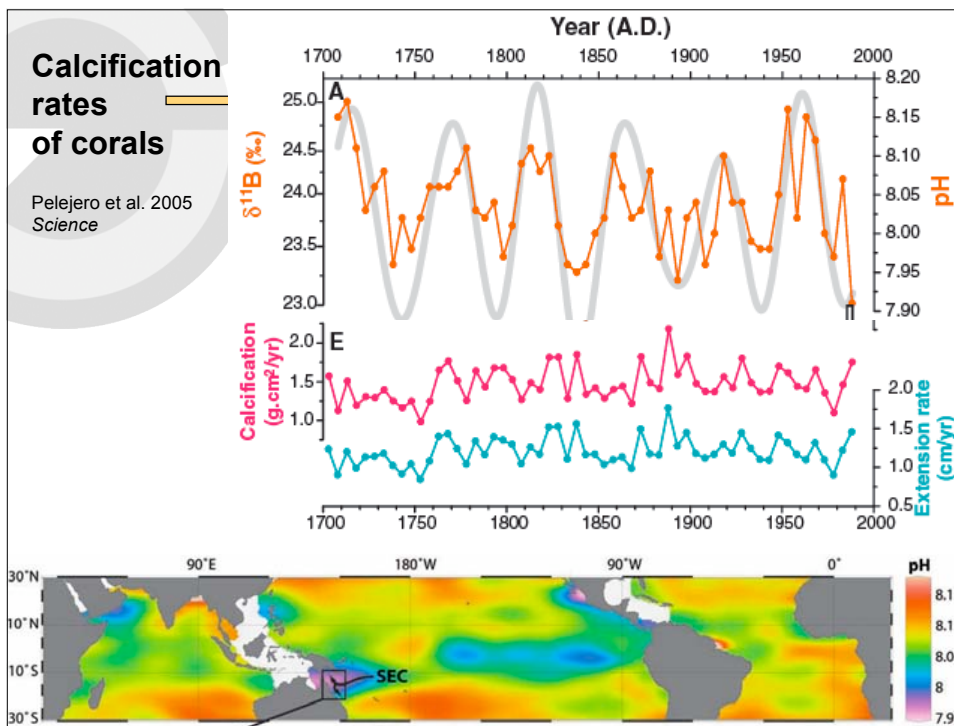 Calcification
rates
of corals
Pelejero et al. 2005
Science
Year (A.D.)
1700 1750 1800 1850 1900 1950 2000
A
δ11B (‰)
25.0
24.5
24.0
23.5
23.0
pH
8.20
8.15
8.10
8.05
8.00
7.95
7.90
E
Calcification
(g.cm2/yr)
2.0
1.5
1.0
Extension rate
(cm/yr)
2.0
1.5
1.0
0.5
1700 1750 1800 1850 1900 1950 2000
90°E 180°W 90°W 0°
30°N
10°N
10°S
30°S
SEC
pH
8.1
8.1
8.0
8
7.9